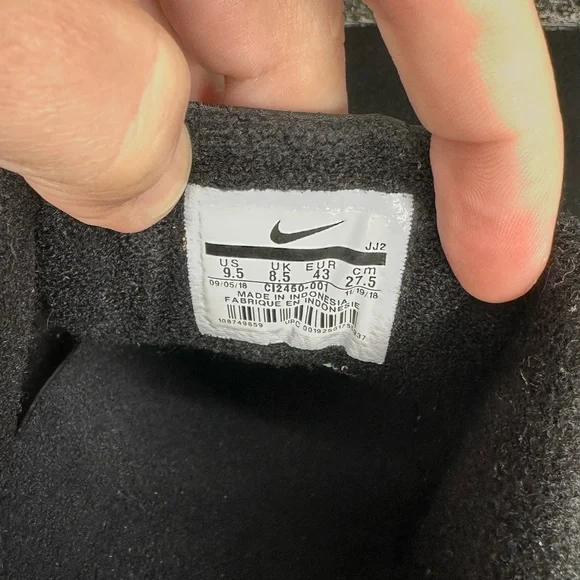 JJ2
US UK EUR cm
9.5 8.5 43 27.5
09/05/18 CI2450-001 11/19/18
MADE IN INDONESIA
FABRIQUE EN INDONESIE
108749859